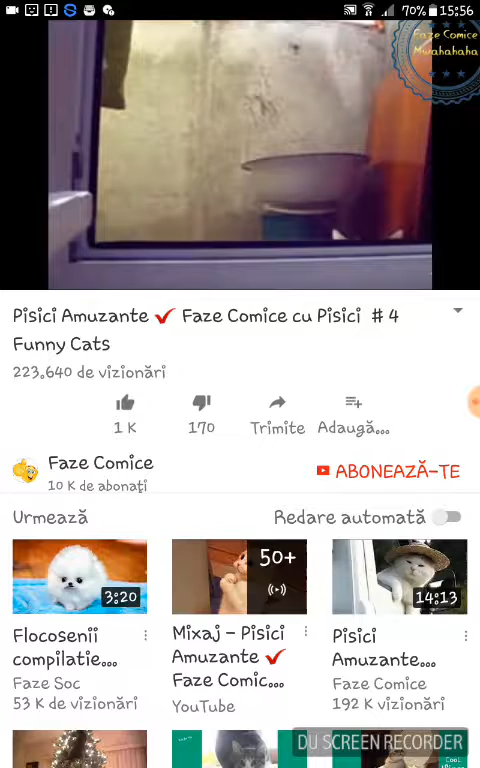 70% 15:56
Faze Comice
Mwahahaha
Pisici Amuzante ✔ Faze Comice cu Pisici # 4
Funny Cats
223.640 de vizionări
1 K
170
Trimite
Adaugă...
Faze Comice
10 K de abonați
ABONEAZĂ-TE
Urmează
Redare automată
3:20
50+
14:13
Flocosenii
compilatie...
Faze Soc
53 K de vizionări
Mixaj - Pisici
Amuzante ✔
Faze Comic...
YouTube
Pisici
Amuzante...
Faze Comice
192 K de vizionări
DU SCREEN RECORDER